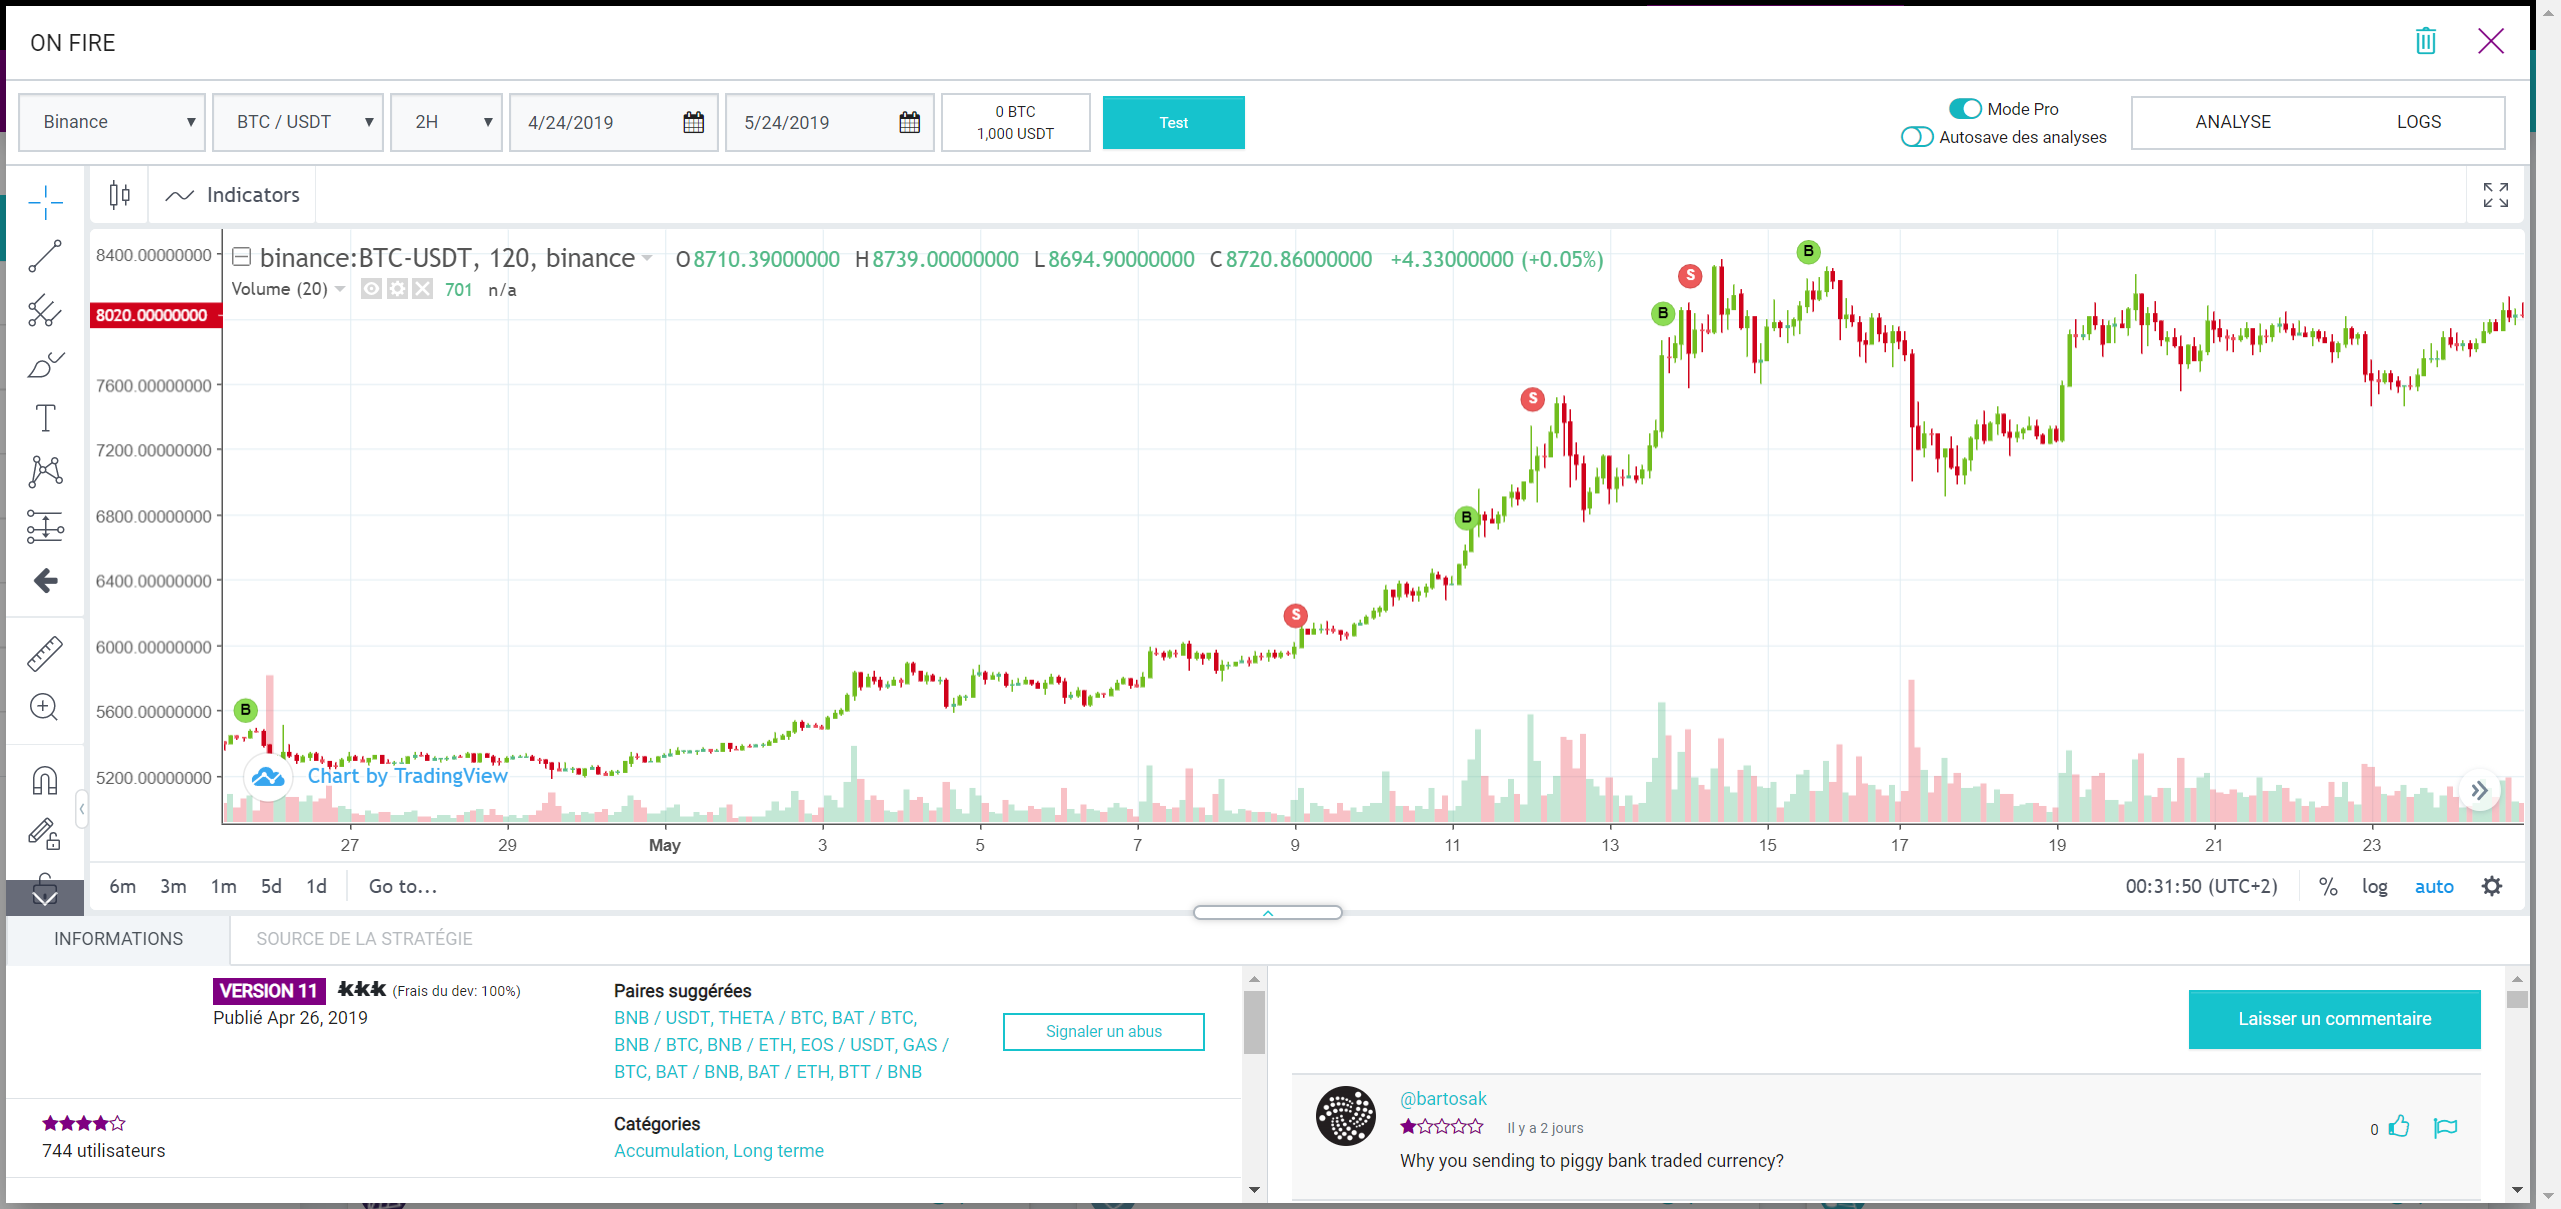 ON FIRE
Binance
BTC / USDT
2H
4/24/2019
5/24/2019
0 BTC
1,000 USDT
Test
Mode Pro
Autosave des analyses
ANALYSE
LOGS
Indicators
binance:BTC-USDT, 120, binance O8710.39000000 H8739.00000000 L8694.90000000 C8720.86000000 +4.33000000 (+0.05%)
Volume (20) 701 n/a
8400.00000000
8020.00000000
7600.00000000
7200.00000000
6800.00000000
6400.00000000
6000.00000000
5600.00000000
5200.00000000
B
S
B
S
B
S
B
Chart by TradingView
27 29 May 3 5 7 9 11 13 15 17 19 21 23
6m 3m 1m 5d 1d Go to...
00:31:50 (UTC+2) % log auto
INFORMATIONS
SOURCE DE LA STRATÉGIE
VERSION 11 kkk (Frais du dev: 100%)
Publié Apr 26, 2019
Paires suggérées
BNB / USDT, THETA / BTC, BAT / BTC,
BNB / BTC, BNB / ETH, EOS / USDT, GAS /
BTC, BAT / BNB, BAT / ETH, BTT / BNB
Signaler un abus
744 utilisateurs
Catégories
Accumulation, Long terme
Laisser un commentaire
@bartosak
Il y a 2 jours
0
Why you sending to piggy bank traded currency?